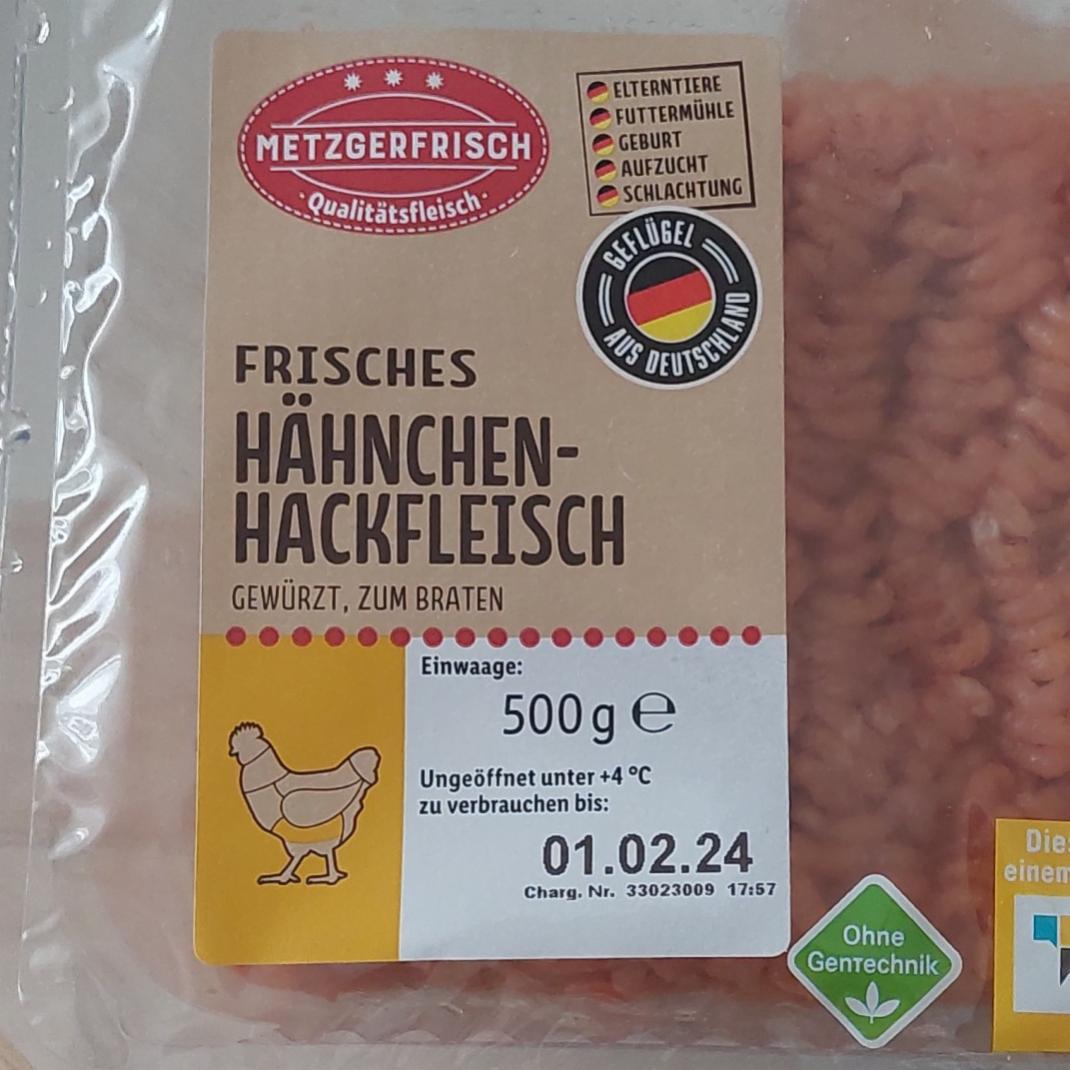 METZGERFRISCH
· Qualitätsfleisch ·
ELTERNTIERE
FUTTERMÜHLE
GEBURT
AUFZUCHT
SCHLACHTUNG
GEFLÜGEL
AUS DEUTSCHLAND
FRISCHES
HÄHNCHEN-
HACKFLEISCH
GEWÜRZT, ZUM BRATEN
Einwaage:
500 g ℮
Ungeöffnet unter +4 °C
zu verbrauchen bis:
01.02.24
Charg. Nr. 33023009 17:57
Ohne
GenTechnik
einem